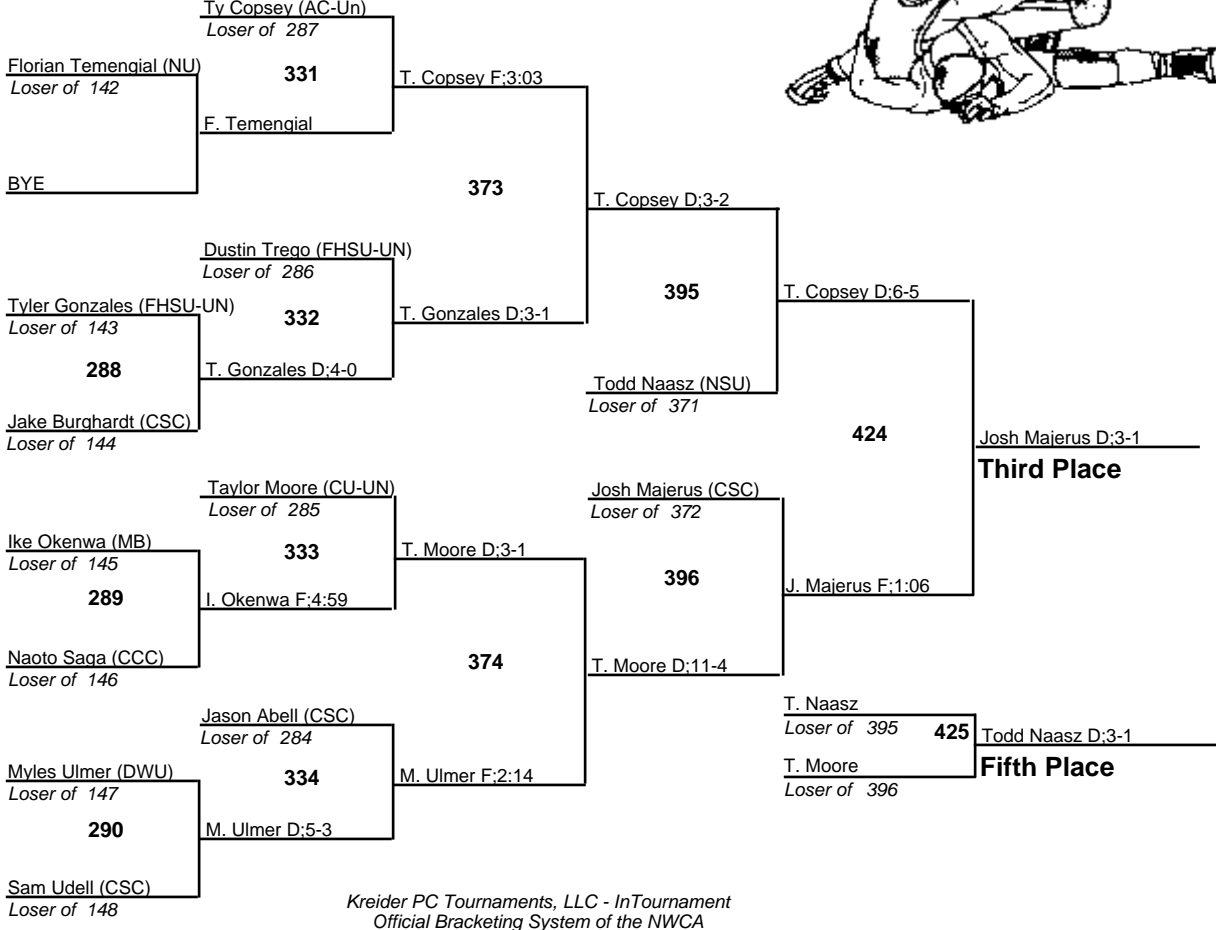 Ty Copsey (AC-Un)
Loser of 287
Florian Temengial (NU)
Loser of 142
331
T. Copsey F;3:03
F. Temengial
BYE
373
T. Copsey D;3-2
Dustin Trego (FHSU-UN)
Loser of 286
Tyler Gonzales (FHSU-UN)
Loser of 143
332
T. Gonzales D;3-1
395
T. Copsey D;6-5
288
T. Gonzales D;4-0
Todd Naasz (NSU)
Loser of 371
Jake Burghardt (CSC)
Loser of 144
424
Josh Majerus D;3-1
Third Place
Taylor Moore (CU-UN)
Loser of 285
Josh Majerus (CSC)
Loser of 372
Ike Okenwa (MB)
Loser of 145
333
T. Moore D;3-1
396
J. Majerus F;1:06
289
I. Okenwa F;4:59
Naoto Saga (CCC)
Loser of 146
374
T. Moore D;11-4
Jason Abell (CSC)
Loser of 284
T. Naasz
Loser of 395
425
Todd Naasz D;3-1
Fifth Place
T. Moore
Loser of 396
Myles Ulmer (DWU)
Loser of 147
334
M. Ulmer F;2:14
290
M. Ulmer D;5-3
Sam Udell (CSC)
Loser of 148
Kreider PC Tournaments, LLC - InTournament
Official Bracketing System of the NWCA